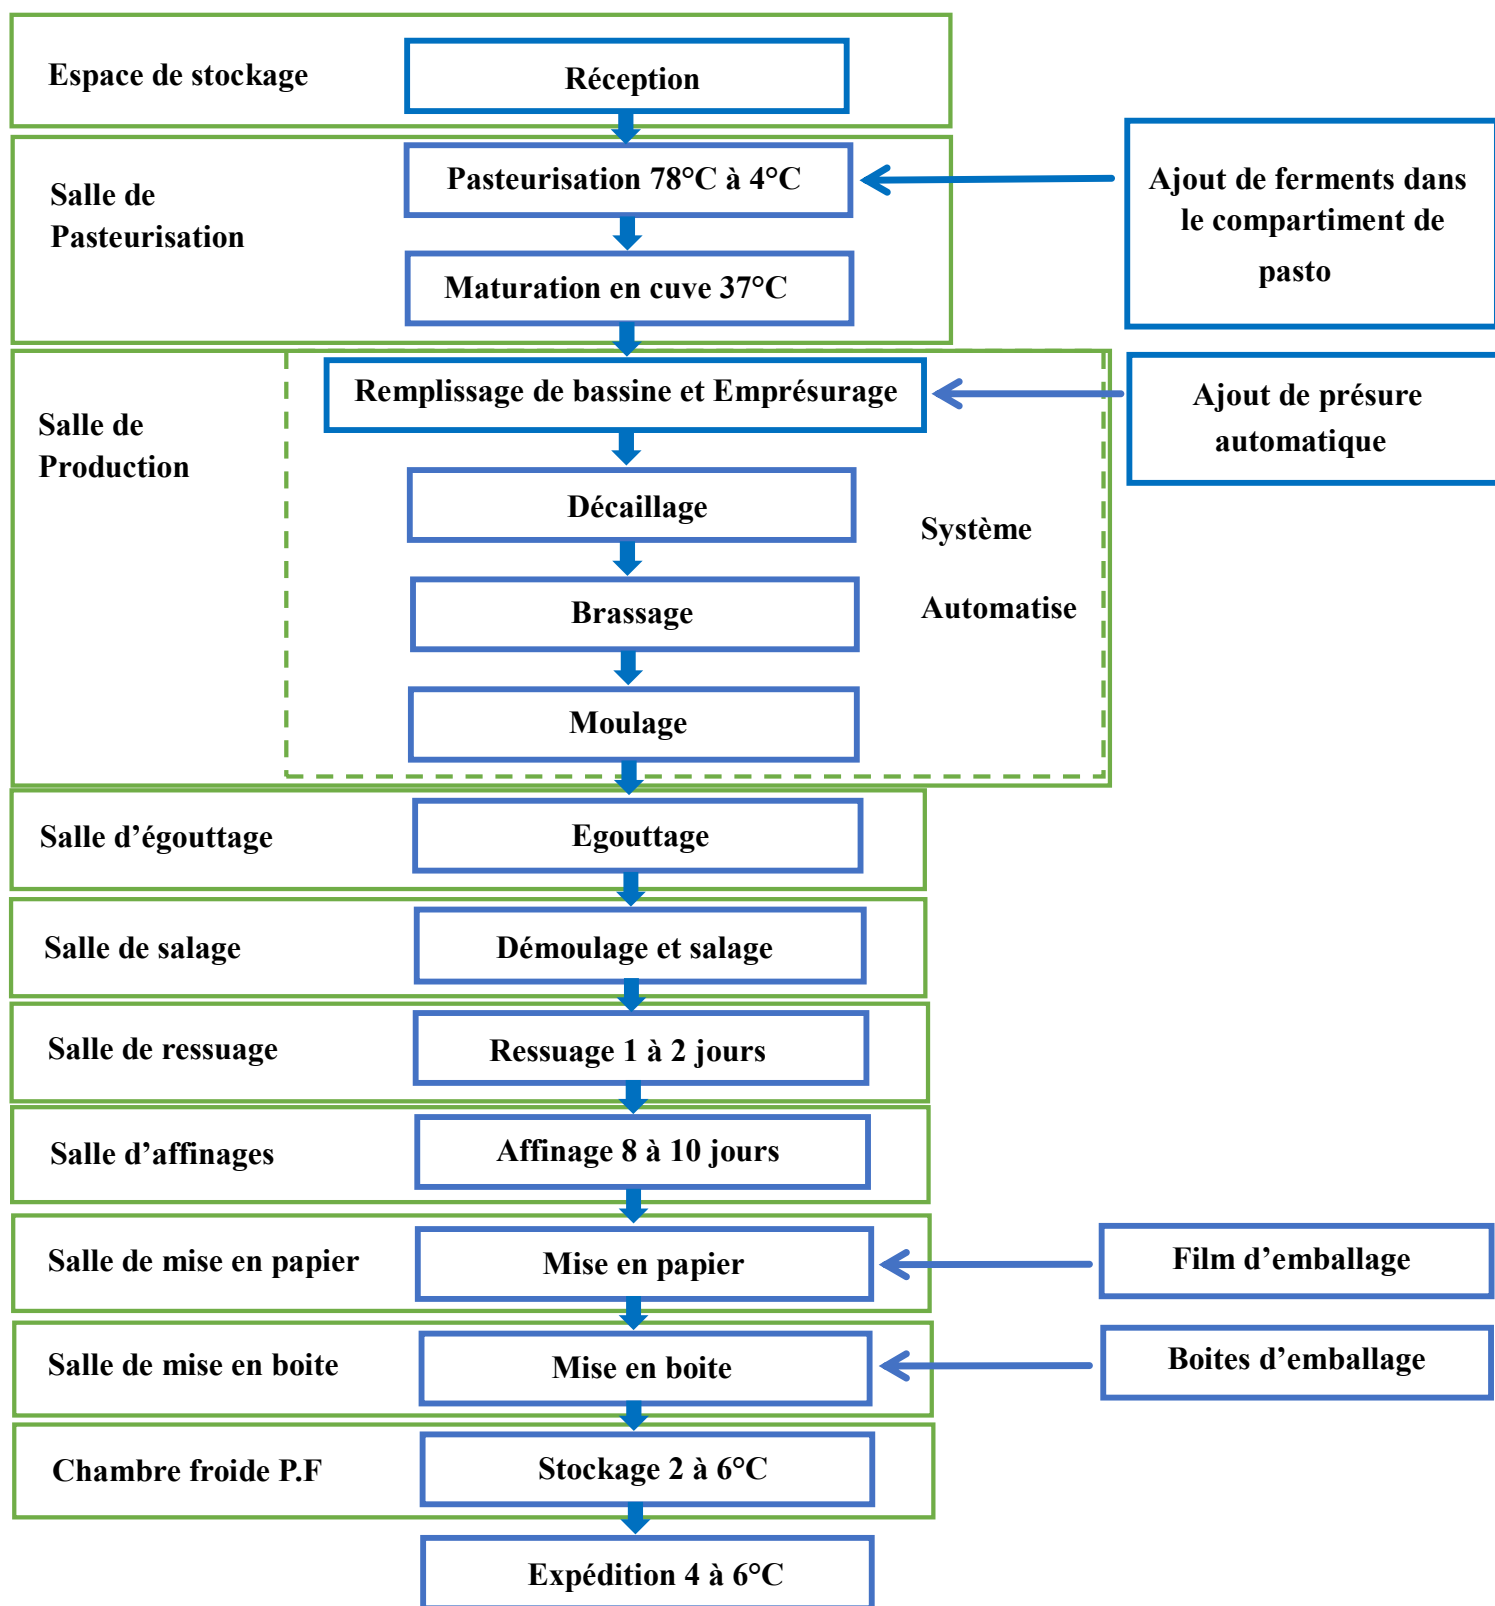 Espace de stockage
Réception
Salle de
Pasteurisation
Pasteurisation 78°C à 4°C
Ajout de ferments dans
le compartiment de
pasto
Maturation en cuve 37°C
Salle de
Production
Remplissage de bassine et Emprésurage
Ajout de présure
automatique
Décaillage
Système
Automatise
Brassage
Moulage
Salle d’égouttage
Egouttage
Salle de salage
Démoulage et salage
Salle de ressuage
Ressuage 1 à 2 jours
Salle d’affinages
Affinage 8 à 10 jours
Salle de mise en papier
Mise en papier
Film d’emballage
Salle de mise en boite
Mise en boite
Boites d’emballage
Chambre froide P.F
Stockage 2 à 6°C
Expédition 4 à 6°C